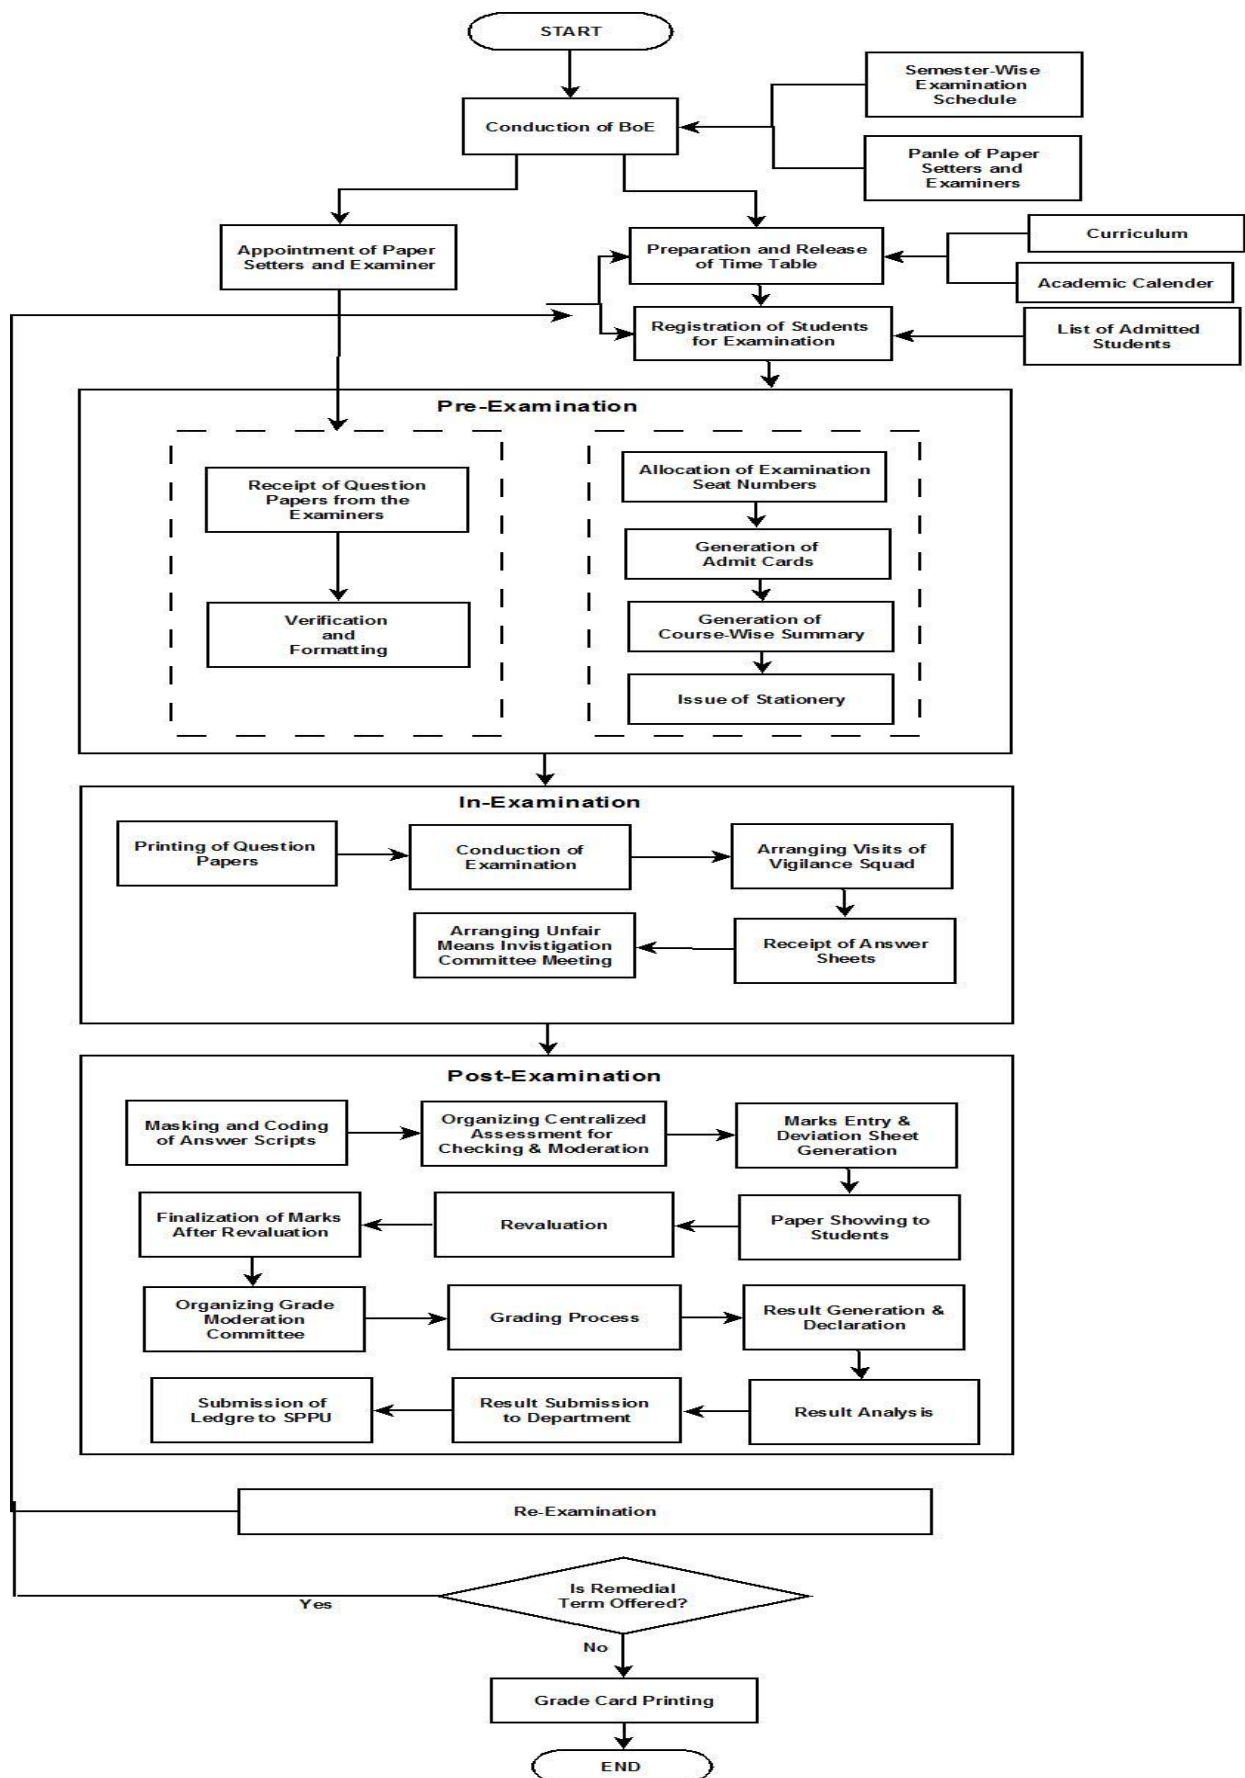 START
Semester-Wise
Examination
Schedule
Conduction of BoE
Panle of Paper
Setters and
Examiners
Appointment of Paper
Setters and Examiner
Preparation and Release
of Time Table
Curriculum
Academic Calender
Registration of Students
for Examination
List of Admitted
Students
Pre-Examination
Receipt of Question
Papers from the
Examiners
Verification
and
Formatting
Allocation of Examination
Seat Numbers
Generation of
Admit Cards
Generation of
Course-Wise Summary
Issue of Stationery
In-Examination
Printing of Question
Papers
Conduction of
Examination
Arranging Visits of
Vigilance Squad
Arranging Unfair
Means Invistigation
Committee Meeting
Receipt of Answer
Sheets
Post-Examination
Masking and Coding
of Answer Scripts
Organizing Centralized
Assessment for
Checking & Moderation
Marks Entry &
Deviation Sheet
Generation
Finalization of Marks
After Revaluation
Revaluation
Paper Showing to
Students
Organizing Grade
Moderation
Committee
Grading Process
Result Generation &
Declaration
Submission of
Ledgre to SPPU
Result Submission
to Department
Result Analysis
Re-Examination
Is Remedial
Term Offered?
Yes
No
Grade Card Printing
END